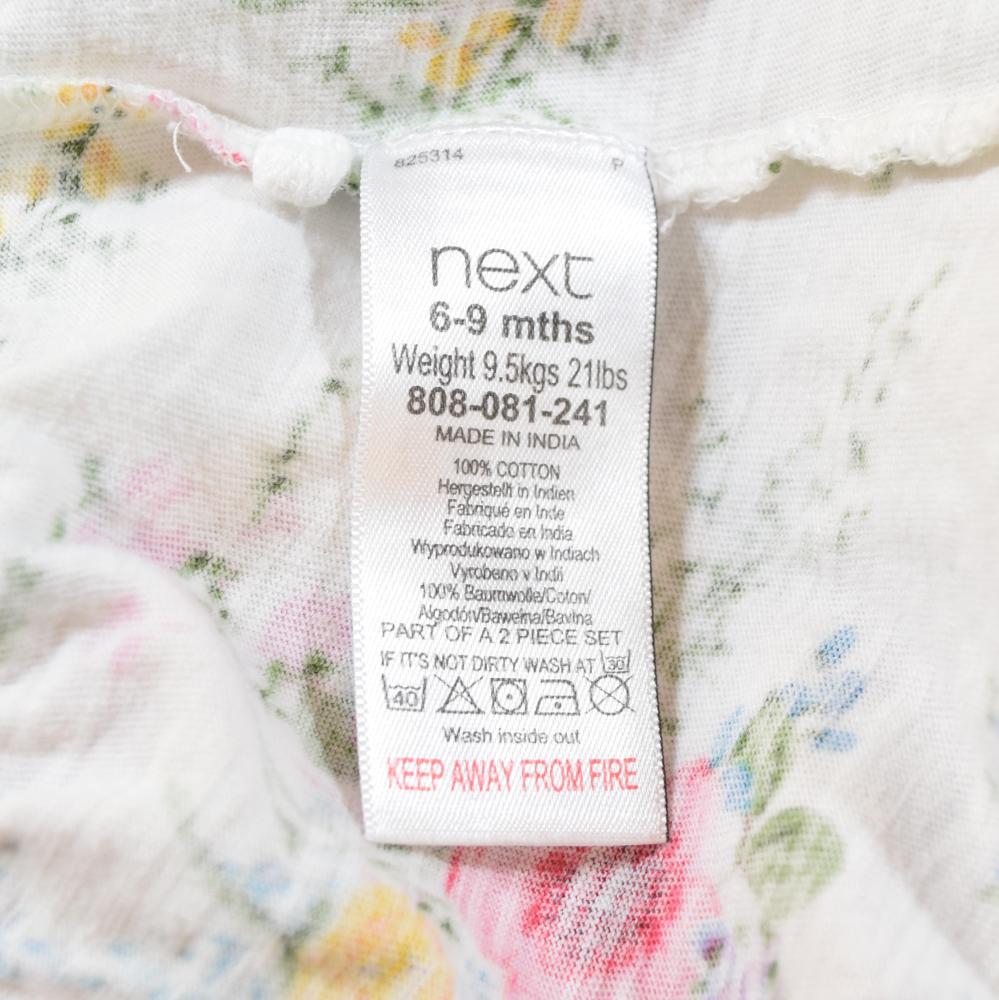 825314 P
next
6-9 mths
Weight 9.5kgs 21lbs
808-081-241
MADE IN INDIA
100% COTTON
Hergestellt in Indien
Fabriqué en Inde
Fabricado en India
Wyprodukowano w Indiach
Vyrobeno v Indii
100% Baumwolle/Coton/
Algodón/Bawełna/Bavlna
PART OF A 2 PIECE SET
IF IT'S NOT DIRTY WASH AT 30
40
Wash inside out
KEEP AWAY FROM FIRE